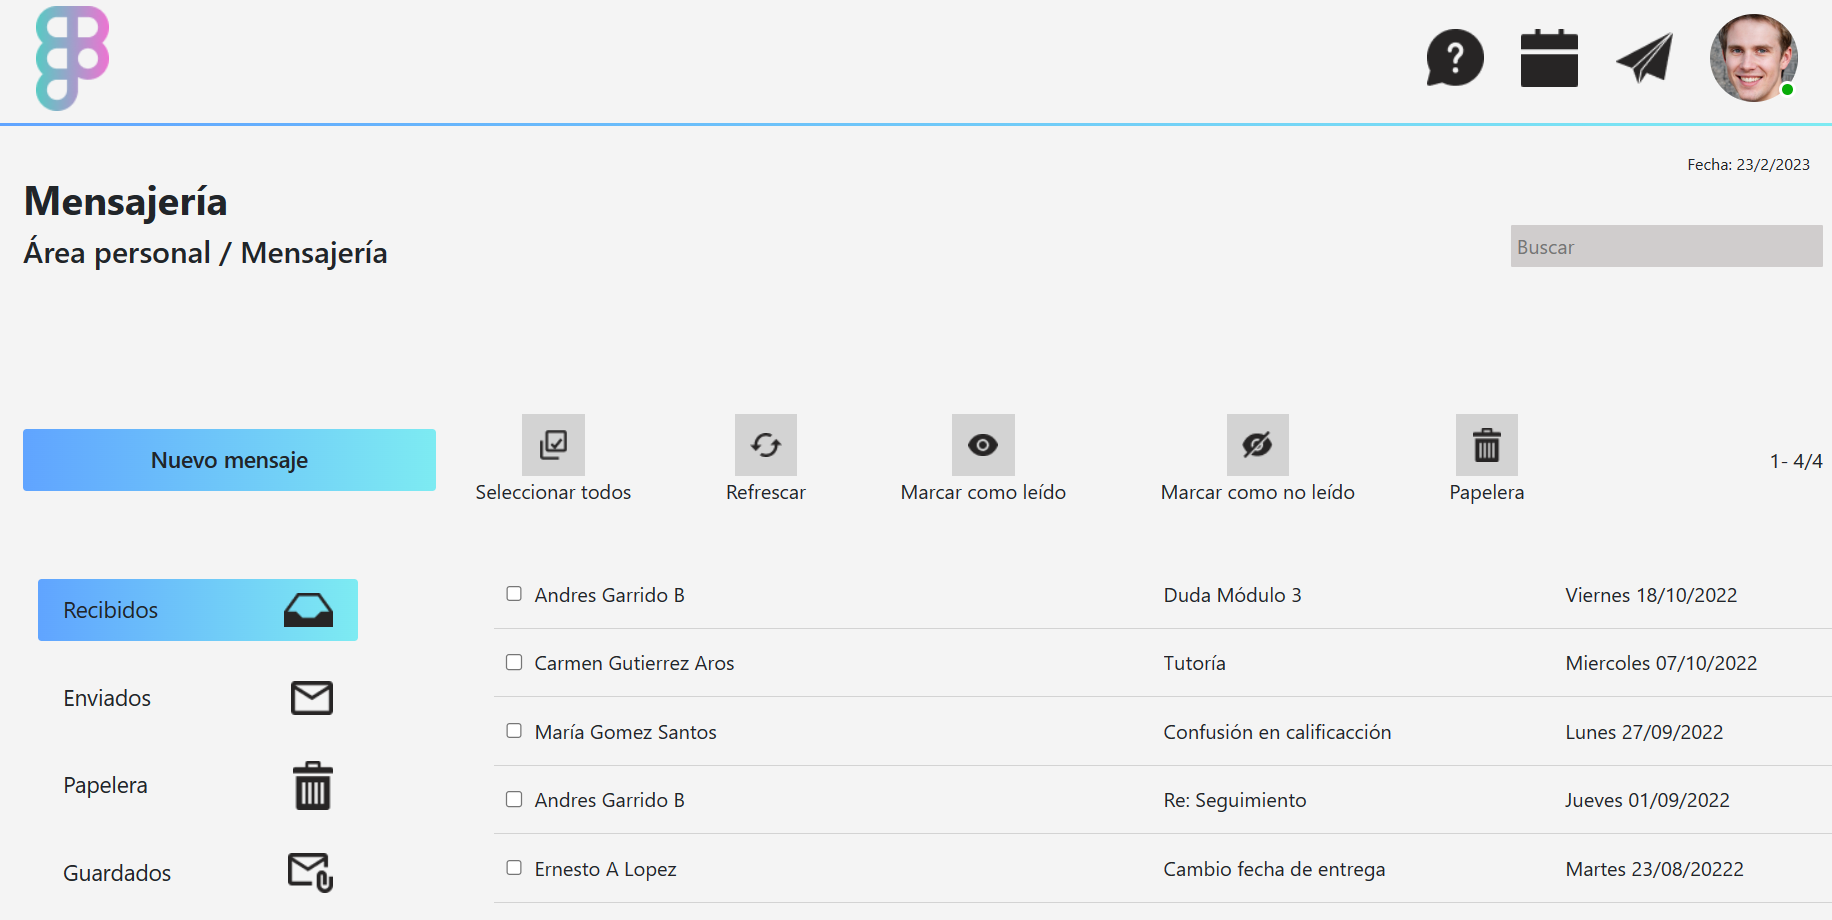 Fecha: 23/2/2023
Mensajería
Área personal / Mensajería
Buscar
Nuevo mensaje
Seleccionar todos
Refrescar
Marcar como leído
Marcar como no leído
Papelera
1- 4/4
Recibidos
Enviados
Papelera
Guardados
Andres Garrido B Duda Módulo 3 Viernes 18/10/2022
Carmen Gutierrez Aros Tutoría Miercoles 07/10/2022
María Gomez Santos Confusión en calificacción Lunes 27/09/2022
Andres Garrido B Re: Seguimiento Jueves 01/09/2022
Ernesto A Lopez Cambio fecha de entrega Martes 23/08/20222